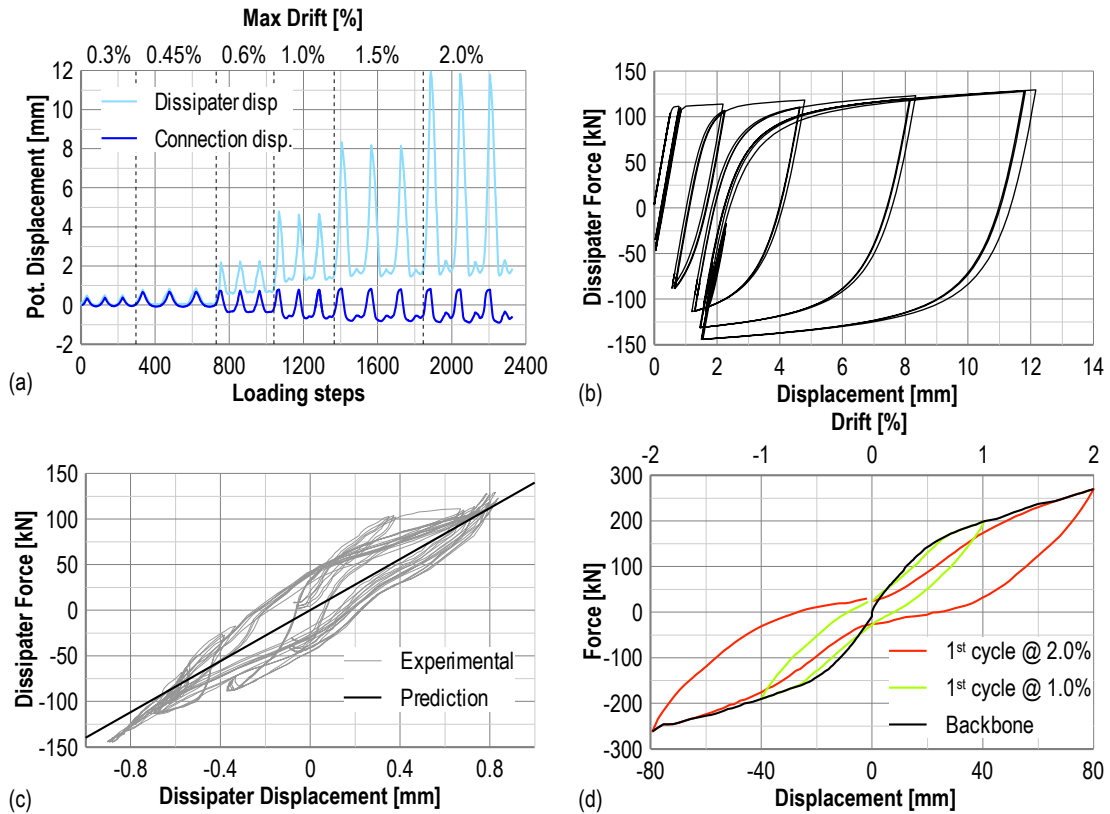 Max Drift [%]
0.3% 0.45% 0.6% 1.0% 1.5% 2.0%
12
10
8
6
4
2
0
-2
Pot. Displacement [mm]
Dissipater disp
Connection disp.
0 400 800 1200 1600 2000 2400
Loading steps
(a)
150
100
50
0
-50
-100
-150
Dissipater Force [kN]
0 2 4 6 8 10 12 14
Displacement [mm]
(b)
150
100
50
0
-50
-100
-150
Dissipater Force [kN]
Experimental
Prediction
-0.8 -0.4 0 0.4 0.8
Dissipater Displacement [mm]
(c)
Drift [%]
-2 -1 0 1 2
300
200
100
0
-100
-200
-300
Force [kN]
1st cycle @ 2.0%
1st cycle @ 1.0%
Backbone
-80 -40 0 40 80
Displacement [mm]
(d)